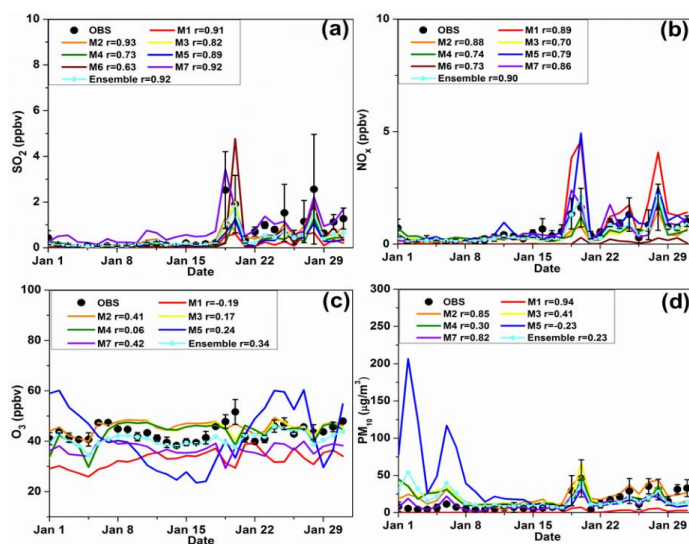 (a)
OBS M1 r=0.91
M2 r=0.93 M3 r=0.82
M4 r=0.73 M5 r=0.89
M6 r=0.63 M7 r=0.92
Ensemble r=0.92
10
8
6
4
2
0
SO2 (ppbv)
Jan 1 Jan 8 Jan 15 Jan 22 Jan 29
Date
(b)
OBS M1 r=0.89
M2 r=0.88 M3 r=0.70
M4 r=0.74 M5 r=0.79
M6 r=0.73 M7 r=0.86
Ensemble r=0.90
10
5
0
NOx (ppbv)
Jan 1 Jan 8 Jan 15 Jan 22 Jan 29
Date
(c)
OBS M1 r=-0.19
M2 r=0.41 M3 r=0.17
M4 r=0.06 M5 r=0.24
M7 r=0.42 Ensemble r=0.34
100
80
60
40
20
O3 (ppbv)
Jan 1 Jan 8 Jan 15 Jan 22 Jan 29
Date
(d)
OBS M1 r=0.94
M2 r=0.85 M3 r=0.41
M4 r=0.30 M5 r=-0.23
M7 r=0.82 Ensemble r=0.23
300
250
200
150
100
50
0
PM10 (μg/m3)
Jan 1 Jan 8 Jan 15 Jan 22 Jan 29
Date